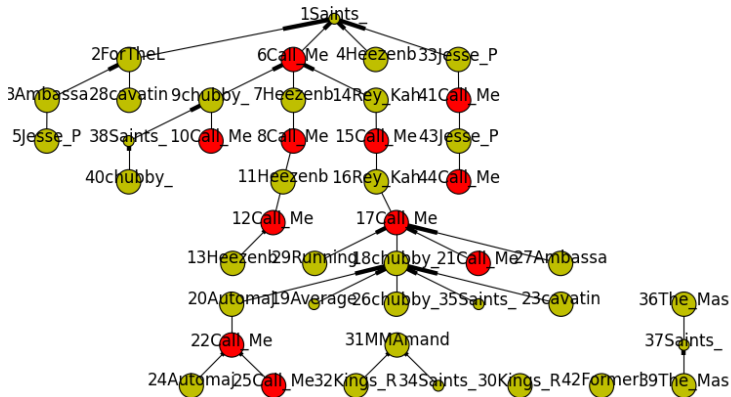 1Saints_
2ForTheL 6Call_Me 4Heezenb 33Jesse_P
3Ambassa 28cavatin 9chubby_ 7Heezenb 14Rey_Kah 41Call_Me
5Jesse_P 38Saints_ 10Call_Me 8Call_Me 15Call_Me 43Jesse_P
40chubby_ 11Heezenb 16Rey_Kah 44Call_Me
12Call_Me 17Call_Me
13Heezenb 29Running 18chubby_ 21Call_Me 27Ambassa
20Automaj 19Average 26chubby_ 35Saints_ 23cavatin 36The_Mas
22Call_Me 31MMAmand 37Saints_
24Automaj 25Call_Me 32Kings_R 34Saints_ 30Kings_R 42Former 39The_Mas